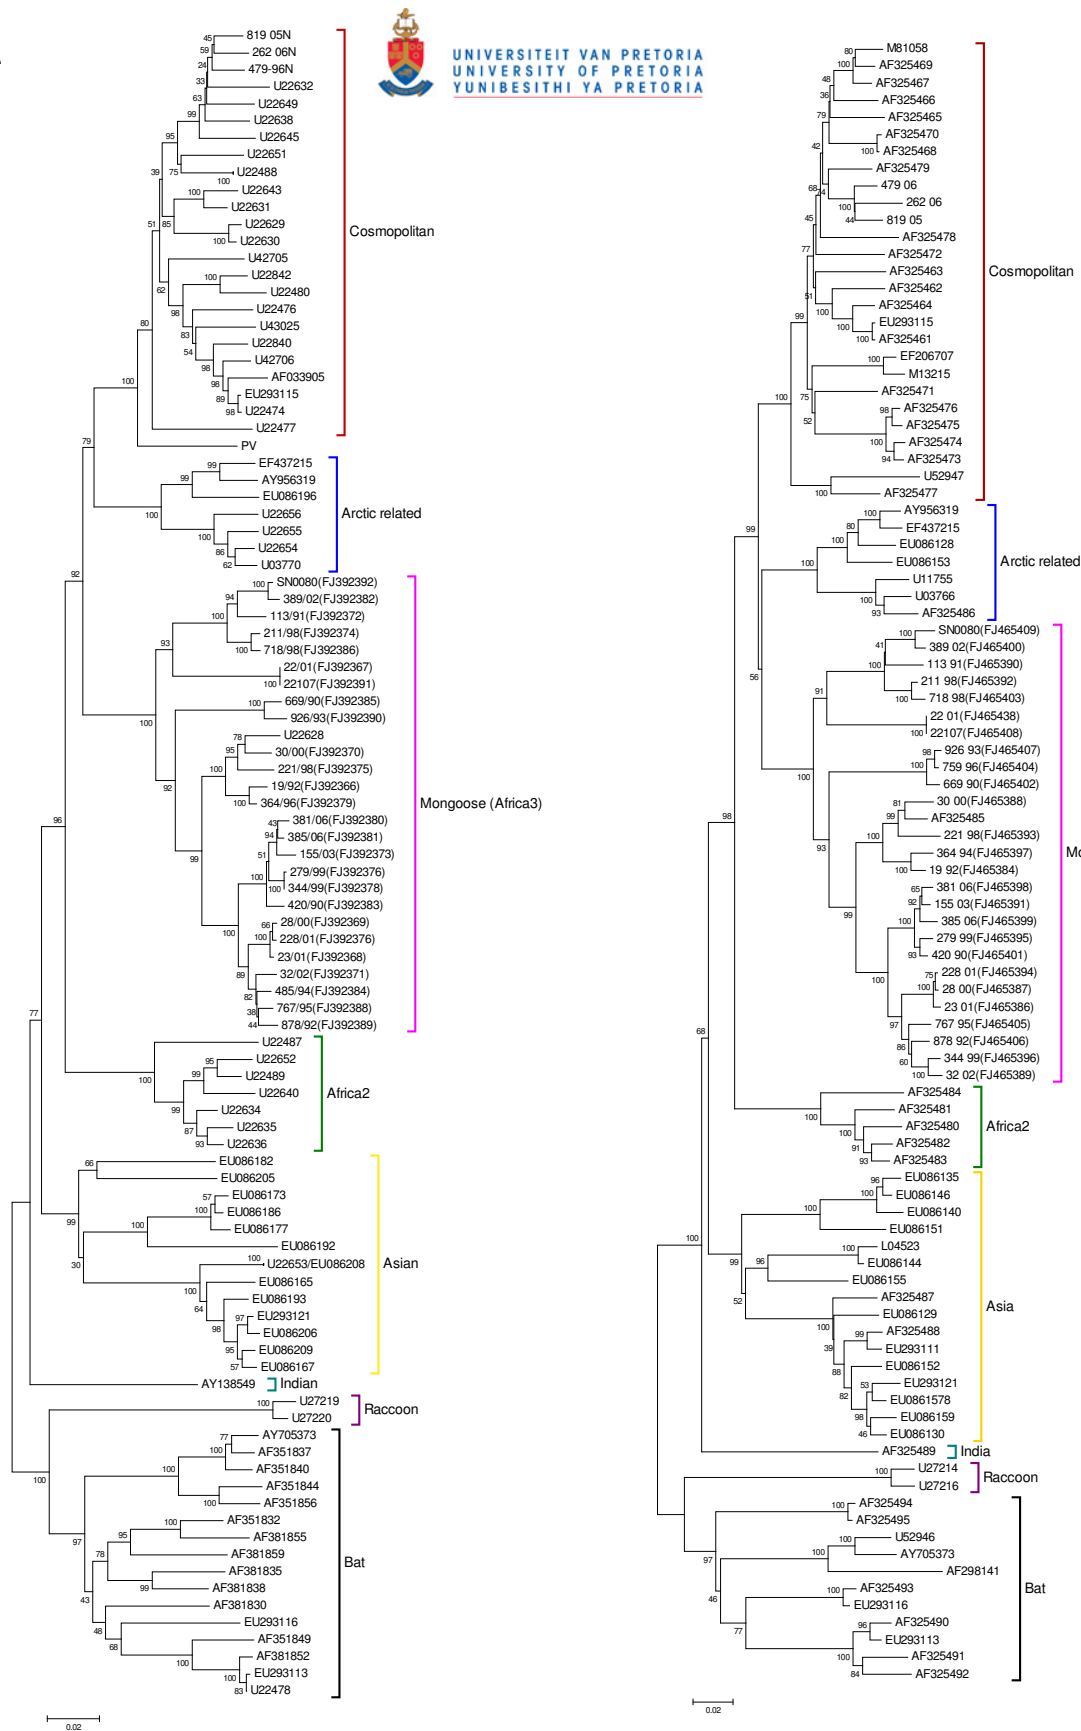 UNIVERSITEIT VAN PRETORIA
UNIVERSITY OF PRETORIA
YUNIBESITHI YA PRETORIA
819 05N
262 06N
479-96N
U22632
U22649
U22638
U22645
U22651
U22488
U22643
U22631
U22629
U22630
U42705
U22842
U22480
U22476
U43025
U22840
U42706
AF033905
EU293115
U22474
U22477
PV
Cosmopolitan
EF437215
AY956319
EU086196
U22656
U22655
U22654
U03770
Arctic related
SN0080(FJ392392)
389/02(FJ392382)
113/91(FJ392372)
211/98(FJ392374)
718/98(FJ392386)
22/01(FJ392367)
22107(FJ392391)
669/90(FJ392385)
926/93(FJ392390)
U22628
30/00(FJ392370)
221/98(FJ392375)
19/92(FJ392366)
364/96(FJ392379)
381/06(FJ392380)
385/06(FJ392381)
155/03(FJ392373)
279/99(FJ392376)
344/99(FJ392378)
420/90(FJ392383)
28/00(FJ392369)
228/01(FJ392376)
23/01(FJ392368)
32/02(FJ392371)
485/94(FJ392384)
767/95(FJ392388)
878/92(FJ392389)
Mongoose (Africa3)
U22487
U22652
U22489
U22640
U22634
U22635
U22636
Africa2
EU086182
EU086205
EU086173
EU086186
EU086177
EU086192
U22653/EU086208
EU086165
EU086193
EU293121
EU086206
EU086209
EU086167
Asian
AY138549
Indian
U27219
U27220
Raccoon
AY705373
AF351837
AF351840
AF351844
AF351856
AF351832
AF381855
AF381859
AF381835
AF381838
AF381830
EU293116
AF351849
AF381852
EU293113
U22478
Bat
0.02
M81058
AF325469
AF325467
AF325466
AF325465
AF325470
AF325468
AF325479
479 06
262 06
819 05
AF325478
AF325472
AF325463
AF325462
AF325464
EU293115
AF325461
EF206707
M13215
AF325471
AF325476
AF325475
AF325474
AF325473
U52947
AF325477
Cosmopolitan
AY956319
EF437215
EU086128
EU086153
U11755
U03766
AF325486
Arctic related
SN0080(FJ465409)
389 02(FJ465400)
113 91(FJ465390)
211 98(FJ465392)
718 98(FJ465403)
22 01(FJ465438)
22107(FJ465408)
926 93(FJ465407)
759 96(FJ465404)
669 90(FJ465402)
30 00(FJ465388)
AF325485
221 98(FJ465393)
364 94(FJ465397)
19 92(FJ465384)
381 06(FJ465398)
155 03(FJ465391)
385 06(FJ465399)
279 99(FJ465395)
420 90(FJ465401)
228 01(FJ465394)
28 00(FJ465387)
23 01(FJ465386)
767 95(FJ465405)
878 92(FJ465406)
344 99(FJ465396)
32 02(FJ465389)
AF325484
AF325481
AF325480
AF325482
AF325483
Africa2
EU086135
EU086146
EU086140
EU086151
L04523
EU086144
EU086155
AF325487
EU086129
AF325488
EU293111
EU086152
EU293121
EU0861578
EU086159
EU086130
Asia
AF325489
India
U27214
U27216
Raccoon
AF325494
AF325495
U52946
AY705373
AF298141
AF325493
EU293116
AF325490
EU293113
AF325491
AF325492
Bat
0.02